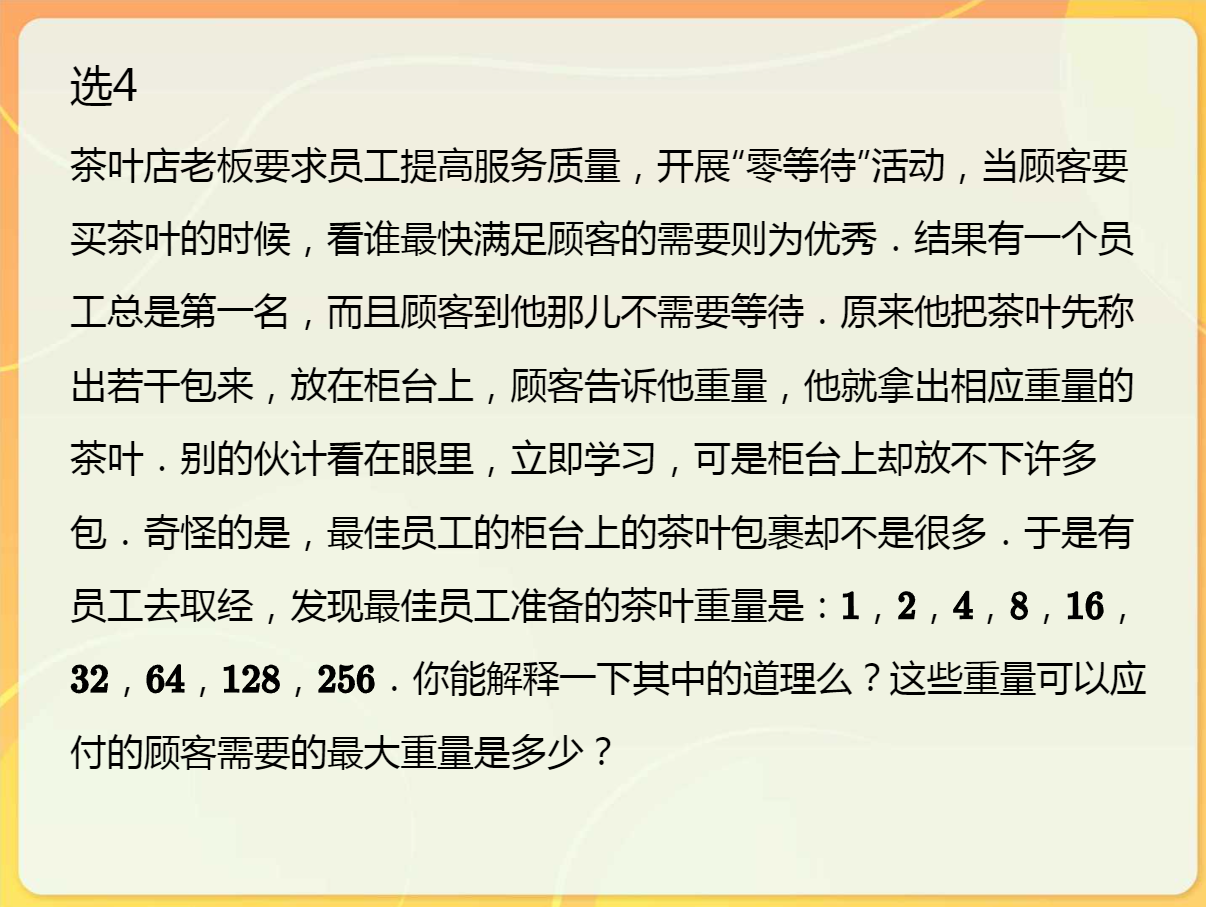 选4
茶叶店老板要求员工提高服务质量，开展“零等待”活动，当顾客要
买茶叶的时候，看谁最快满足顾客的需要则为优秀．结果有一个员
工总是第一名，而且顾客到他那儿不需要等待．原来他把茶叶先称
出若干包来，放在柜台上，顾客告诉他重量，他就拿出相应重量的
茶叶．别的伙计看在眼里，立即学习，可是柜台上却放不下许多
包．奇怪的是，最佳员工的柜台上的茶叶包裹却不是很多．于是有
员工去取经，发现最佳员工准备的茶叶重量是：1，2，4，8，16，
32，64，128，256．你能解释一下其中的道理么？这些重量可以应
付的顾客需要的最大重量是多少？